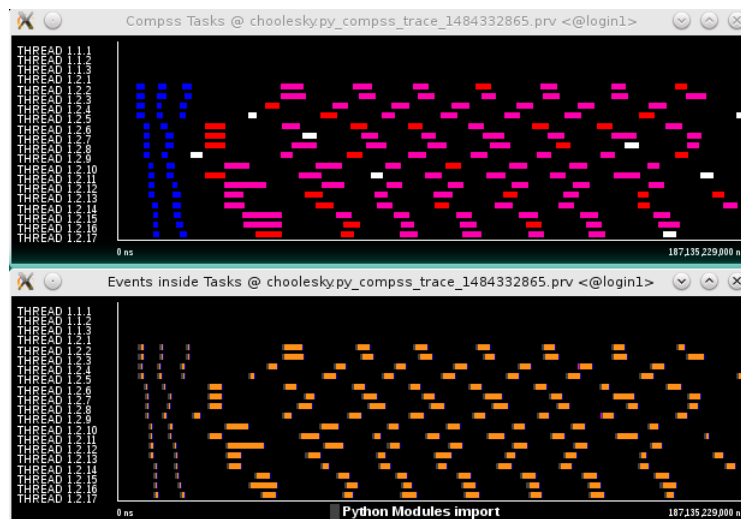 Compss Tasks @ choolesky.py_compss_trace_1484332865.prv <@login1>
THREAD 1.1.1
THREAD 1.1.2
THREAD 1.1.3
THREAD 1.2.1
THREAD 1.2.2
THREAD 1.2.3
THREAD 1.2.4
THREAD 1.2.5
THREAD 1.2.6
THREAD 1.2.7
THREAD 1.2.8
THREAD 1.2.9
THREAD 1.2.10
THREAD 1.2.11
THREAD 1.2.12
THREAD 1.2.13
THREAD 1.2.14
THREAD 1.2.15
THREAD 1.2.16
THREAD 1.2.17
0 ns
187,135,229,000 n
Events inside Tasks @ choolesky.py_compss_trace_1484332865.prv <@login1>
THREAD 1.1.1
THREAD 1.1.2
THREAD 1.1.3
THREAD 1.2.1
THREAD 1.2.2
THREAD 1.2.3
THREAD 1.2.4
THREAD 1.2.5
THREAD 1.2.6
THREAD 1.2.7
THREAD 1.2.8
THREAD 1.2.9
THREAD 1.2.10
THREAD 1.2.11
THREAD 1.2.12
THREAD 1.2.13
THREAD 1.2.14
THREAD 1.2.15
THREAD 1.2.16
THREAD 1.2.17
0 ns
Python Modules import
187,135,229,000 n